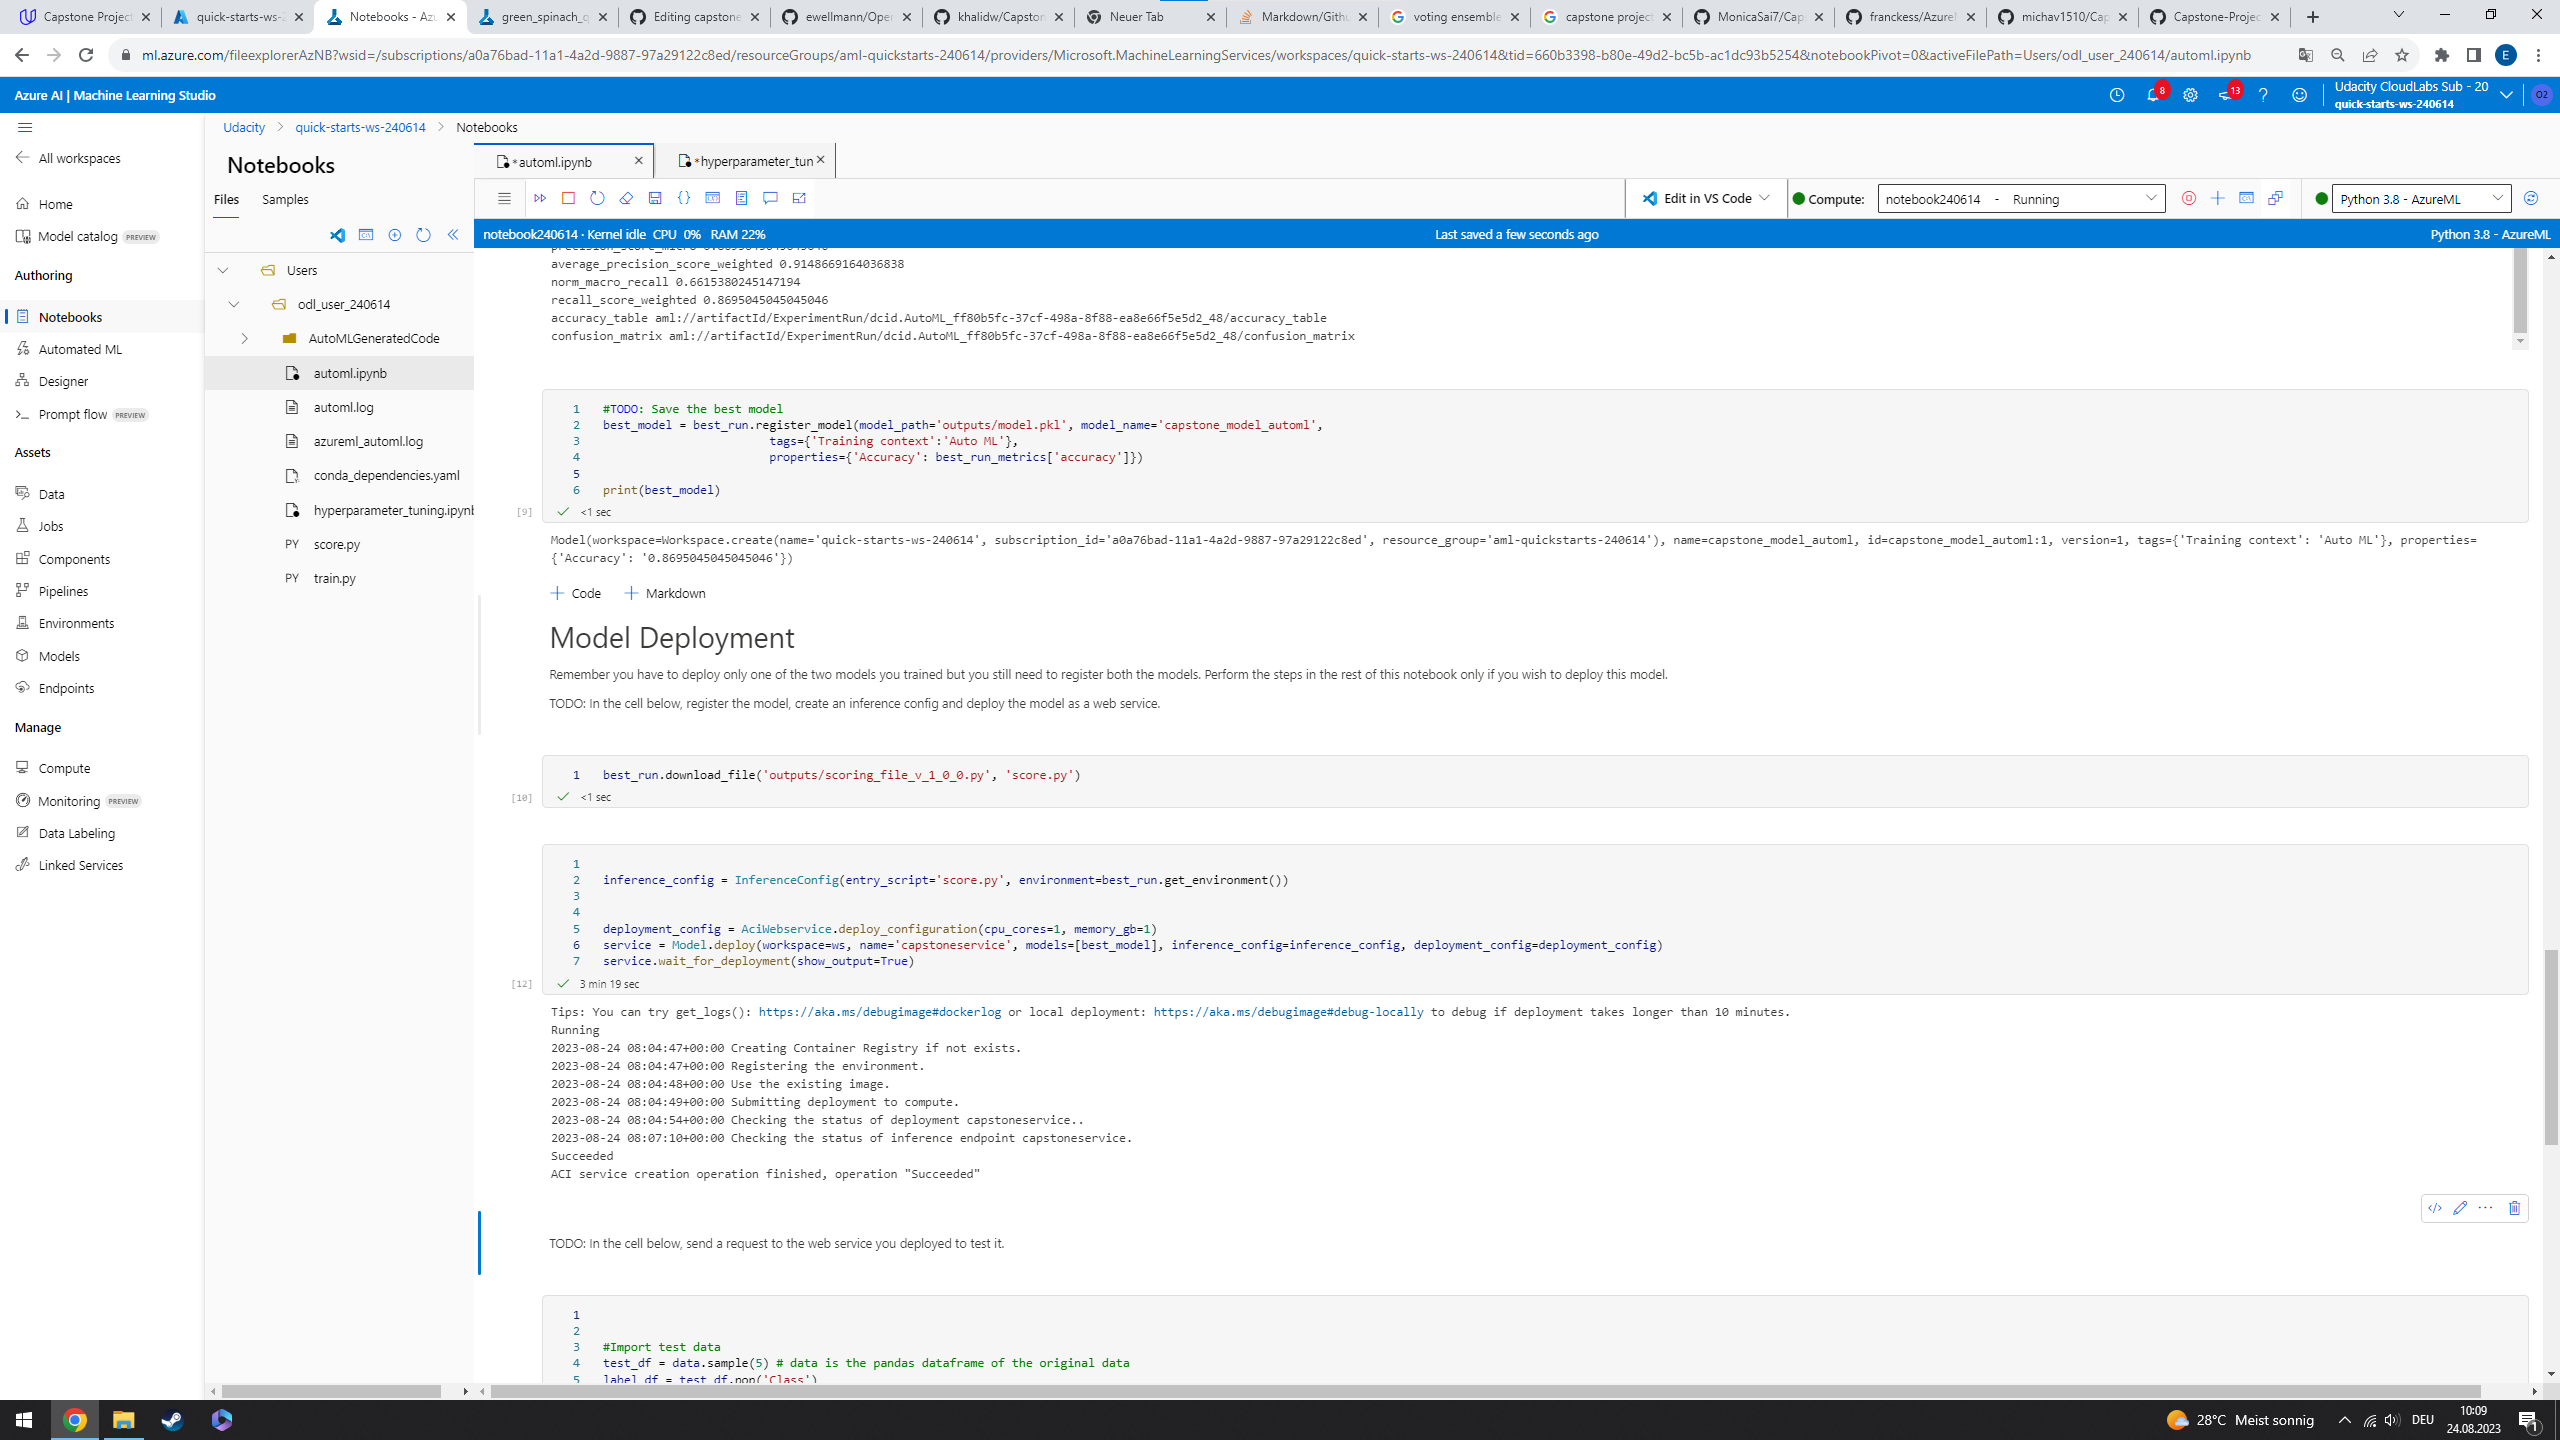 Capstone Project
quick-starts-ws-2
Notebooks - Azu
green_spinach_q
Editing capstone
ewellmann/Oper
khalidw/Capston
Neuer Tab
Markdown/Githu
voting ensemble
capstone project
MonicaSai7/Cap
franckess/AzureM
michav1510/Cap
Capstone-Projec
ml.azure.com/fileexplorerAzNB?wsid=/subscriptions/a0a76bad-11a1-4a2d-9887-97a29122c8ed/resourceGroups/aml-quickstarts-240614/providers/Microsoft.MachineLearningServices/workspaces/quick-starts-ws-240614&tid=660b3398-b80e-49d2-bc5b-ac1dc93b5254&notebookPivot=0&activeFilePath=Users/odl_user_240614/automl.ipynb
E
Azure AI | Machine Learning Studio
8
13
Udacity CloudLabs Sub - 20
quick-starts-ws-240614
O2
All workspaces
Home
Model catalog PREVIEW
Authoring
Notebooks
Automated ML
Designer
Prompt flow PREVIEW
Assets
Data
Jobs
Components
Pipelines
Environments
Models
Endpoints
Manage
Compute
Monitoring PREVIEW
Data Labeling
Linked Services
Udacity > quick-starts-ws-240614 > Notebooks
Notebooks
Files Samples
Users
odl_user_240614
AutoMLGeneratedCode
automl.ipynb
automl.log
azureml_automl.log
conda_dependencies.yaml
hyperparameter_tuning.ipynb
PY score.py
PY train.py
*automl.ipynb
*hyperparameter_tun
Edit in VS Code
Compute: notebook240614 - Running
Python 3.8 - AzureML
notebook240614 · Kernel idle CPU 0% RAM 22%
Last saved a few seconds ago
Python 3.8 - AzureML
average_precision_score_weighted 0.9148669164036838
norm_macro_recall 0.6615380245147194
recall_score_weighted 0.8695045045045046
accuracy_table aml://artifactId/ExperimentRun/dcid.AutoML_ff80b5fc-37cf-498a-8f88-ea8e66f5e5d2_48/accuracy_table
confusion_matrix aml://artifactId/ExperimentRun/dcid.AutoML_ff80b5fc-37cf-498a-8f88-ea8e66f5e5d2_48/confusion_matrix
1 #TODO: Save the best model
2 best_model = best_run.register_model(model_path='outputs/model.pkl', model_name='capstone_model_automl',
3 tags={'Training context':'Auto ML'},
4 properties={'Accuracy': best_run_metrics['accuracy']})
5
6 print(best_model)
[9] <1 sec
Model(workspace=Workspace.create(name='quick-starts-ws-240614', subscription_id='a0a76bad-11a1-4a2d-9887-97a29122c8ed', resource_group='aml-quickstarts-240614'), name=capstone_model_automl, id=capstone_model_automl:1, version=1, tags={'Training context': 'Auto ML'}, properties=
{'Accuracy': '0.8695045045045046'})
+ Code + Markdown
Model Deployment
Remember you have to deploy only one of the two models you trained but you still need to register both the models. Perform the steps in the rest of this notebook only if you wish to deploy this model.
TODO: In the cell below, register the model, create an inference config and deploy the model as a web service.
1 best_run.download_file('outputs/scoring_file_v_1_0_0.py', 'score.py')
[10] <1 sec
1
2 inference_config = InferenceConfig(entry_script='score.py', environment=best_run.get_environment())
3
4
5 deployment_config = AciWebservice.deploy_configuration(cpu_cores=1, memory_gb=1)
6 service = Model.deploy(workspace=ws, name='capstoneservice', models=[best_model], inference_config=inference_config, deployment_config=deployment_config)
7 service.wait_for_deployment(show_output=True)
[12] 3 min 19 sec
Tips: You can try get_logs(): https://aka.ms/debugimage#dockerlog or local deployment: https://aka.ms/debugimage#debug-locally to debug if deployment takes longer than 10 minutes.
Running
2023-08-24 08:04:47+00:00 Creating Container Registry if not exists.
2023-08-24 08:04:47+00:00 Registering the environment.
2023-08-24 08:04:48+00:00 Use the existing image.
2023-08-24 08:04:49+00:00 Submitting deployment to compute.
2023-08-24 08:04:54+00:00 Checking the status of deployment capstoneservice..
2023-08-24 08:07:10+00:00 Checking the status of inference endpoint capstoneservice.
Succeeded
ACI service creation operation finished, operation "Succeeded"
TODO: In the cell below, send a request to the web service you deployed to test it.
1
2
3 #Import test data
4 test_df = data.sample(5) # data is the pandas dataframe of the original data
5 label_df = test_df.pop('Class')
28°C Meist sonnig
DEU
10:09
24.08.2023
1